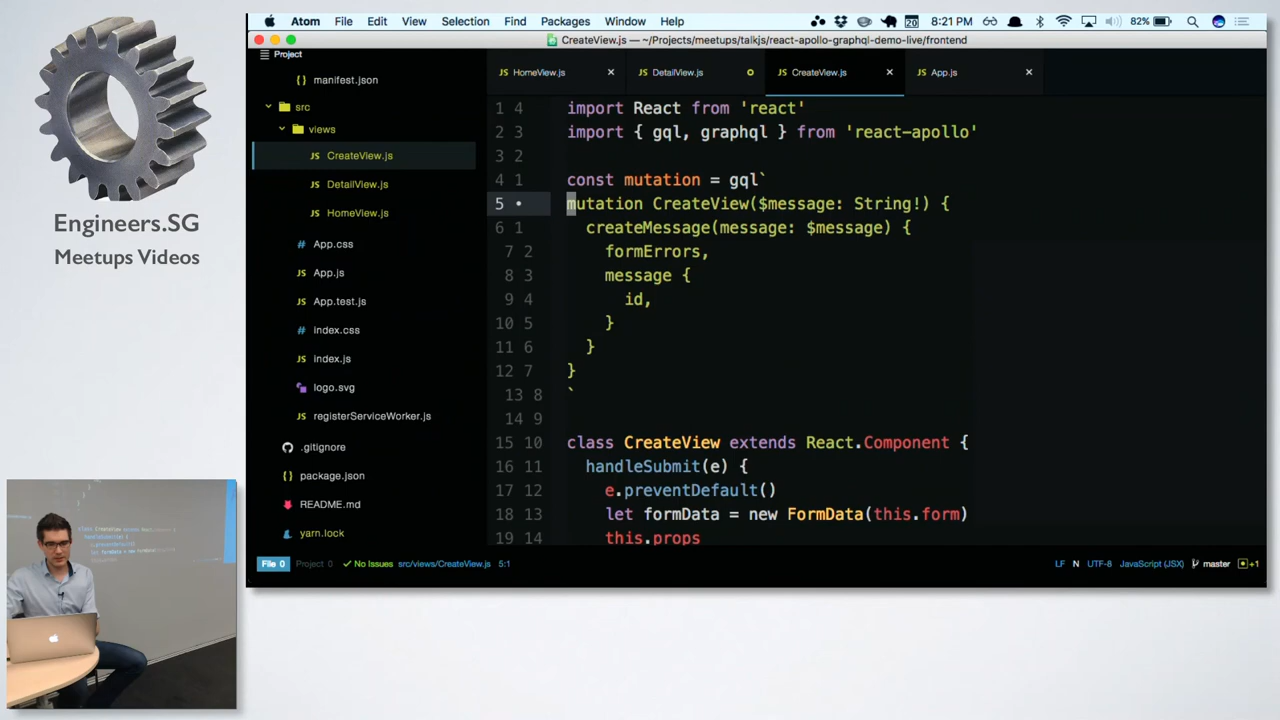 Engineers.SG
Meetups Videos
Atom File Edit View Selection Find Packages Window Help
20 8:21 PM 82%
CreateView.js — ~/Projects/meetups/talkjs/react-apollo-graphql-demo-live/frontend
Project
HomeView.js
DetailView.js
CreateView.js
App.js
manifest.json
src
views
CreateView.js
DetailView.js
HomeView.js
App.css
App.js
App.test.js
index.css
index.js
logo.svg
registerServiceWorker.js
.gitignore
package.json
README.md
yarn.lock
1 4 import React from 'react'
2 3 import { gql, graphql } from 'react-apollo'
3 2
4 1 const mutation = gql`
5 • mutation CreateView($message: String!) {
6 1 createMessage(message: $message) {
7 2 formErrors,
8 3 message {
9 4 id,
10 5 }
11 6 }
12 7 }
13 8 `
14 9
15 10 class CreateView extends React.Component {
16 11 handleSubmit(e) {
17 12 e.preventDefault()
18 13 let formData = new FormData(this.form)
19 14 this.props
File 0 Project 0 No Issues src/views/CreateView.js 5:1
LF N UTF-8 JavaScript (JSX) master +1